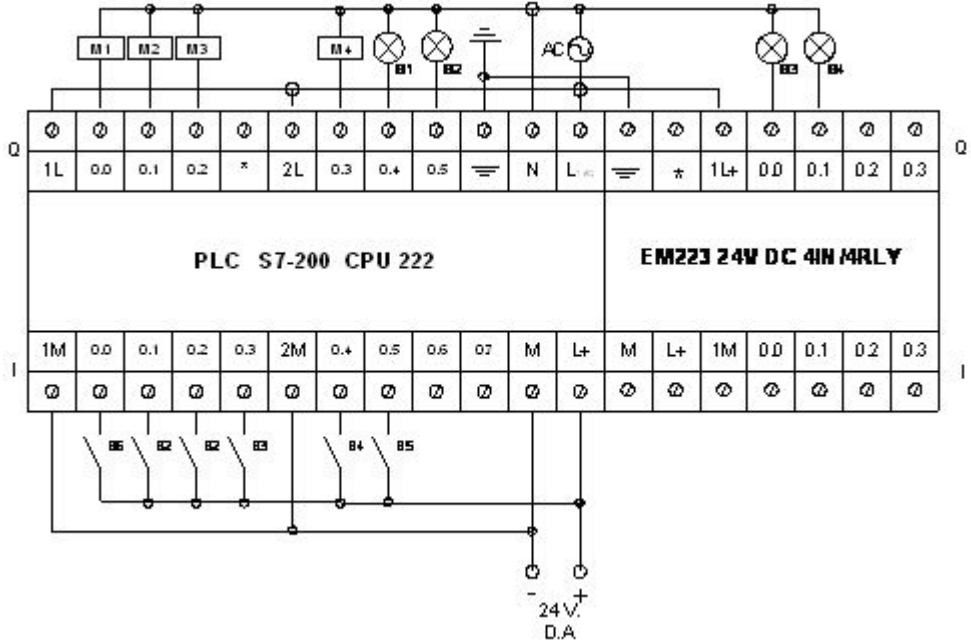 M1 M2 M3 M4 B1 B2 AC B3 B4
Q Q
1L 0.0 0.1 0.2 * 2L 0.3 0.4 0.5 N L ⁎ 1L+ 0.0 0.1 0.2 0.3
PLC S7-200 CPU 222
EM223 24V DC 4IN/4RLY
1M 0.0 0.1 0.2 0.3 2M 0.4 0.5 0.6 0.7 M L+ M L+ 1M 0.0 0.1 0.2 0.3
I I
B6 B2 B2 B3 B4 B5
- +
24 V.
D.A